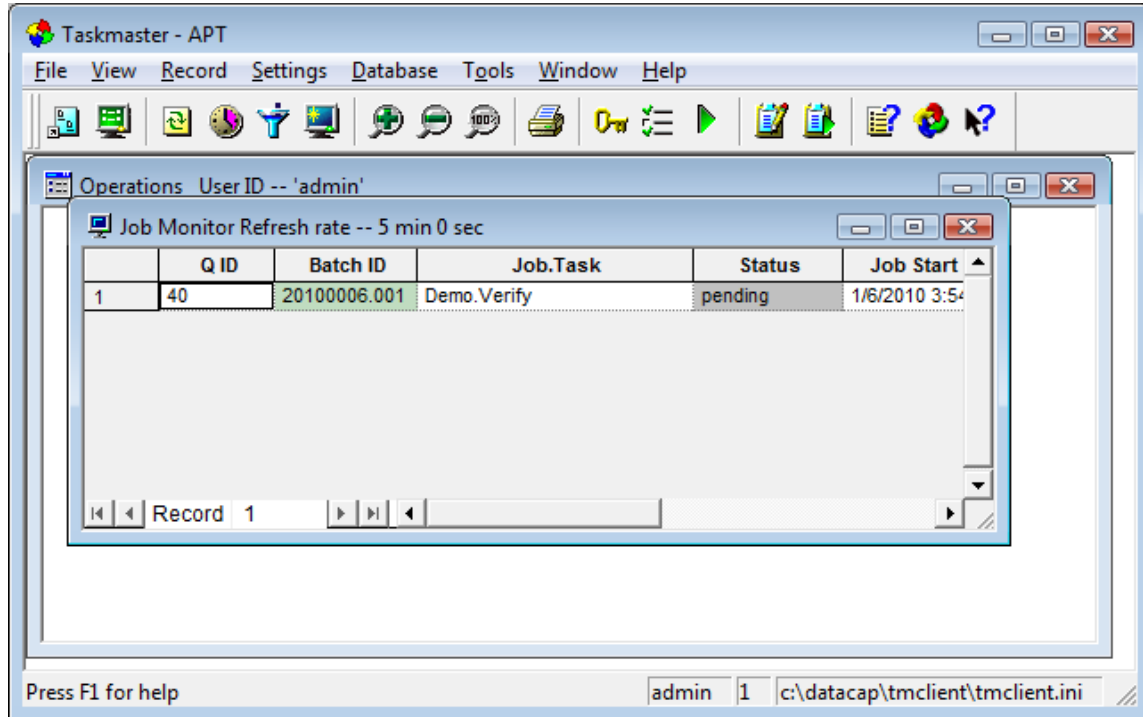 Taskmaster - APT
File View Record Settings Database Tools Window Help
100%
Operations User ID -- 'admin'
Job Monitor Refresh rate -- 5 min 0 sec
Q ID Batch ID Job.Task Status Job Start
1 40 20100006.001 Demo.Verify pending 1/6/2010 3:54
Record 1
Press F1 for help admin 1 c:\datacap\tmclient\tmclient.ini